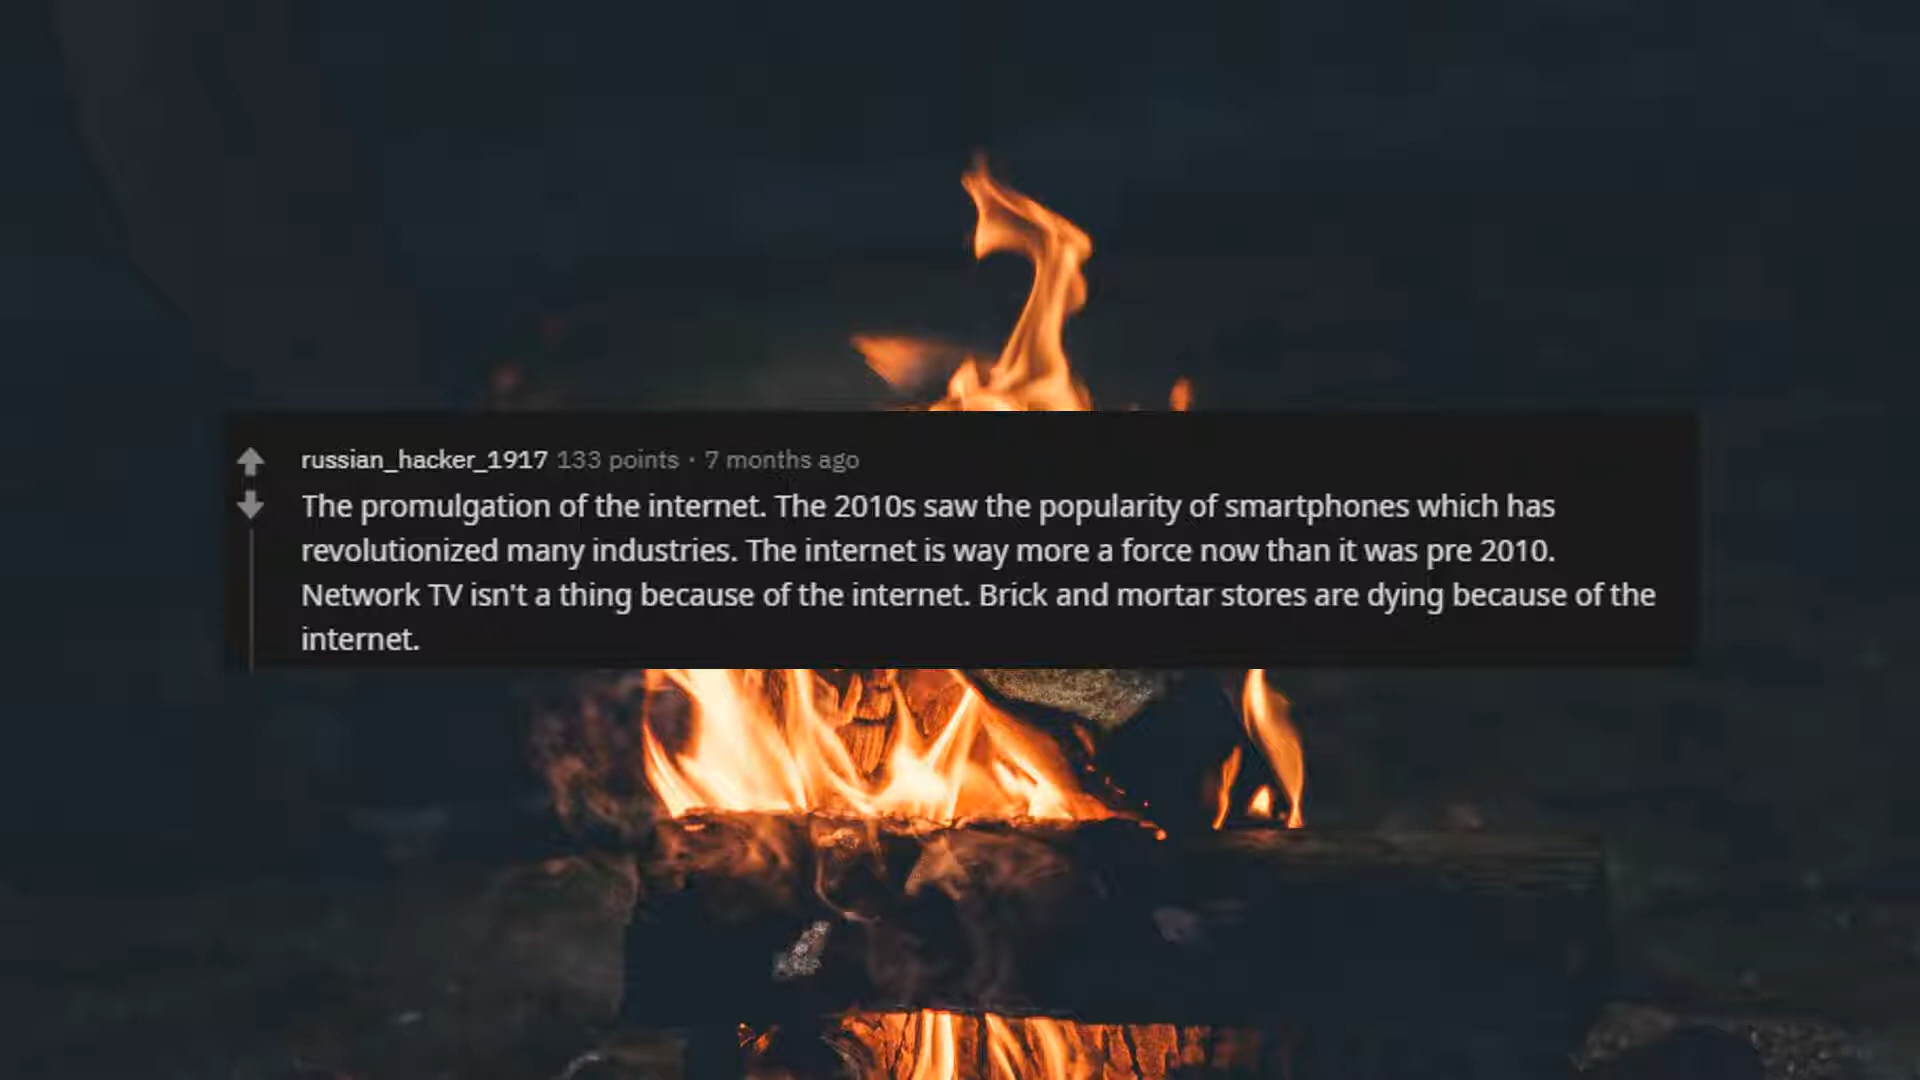 russian_hacker_1917 133 points · 7 months ago
The promulgation of the internet. The 2010s saw the popularity of smartphones which has
revolutionized many industries. The internet is way more a force now than it was pre 2010.
Network TV isn't a thing because of the internet. Brick and mortar stores are dying because of the
internet.